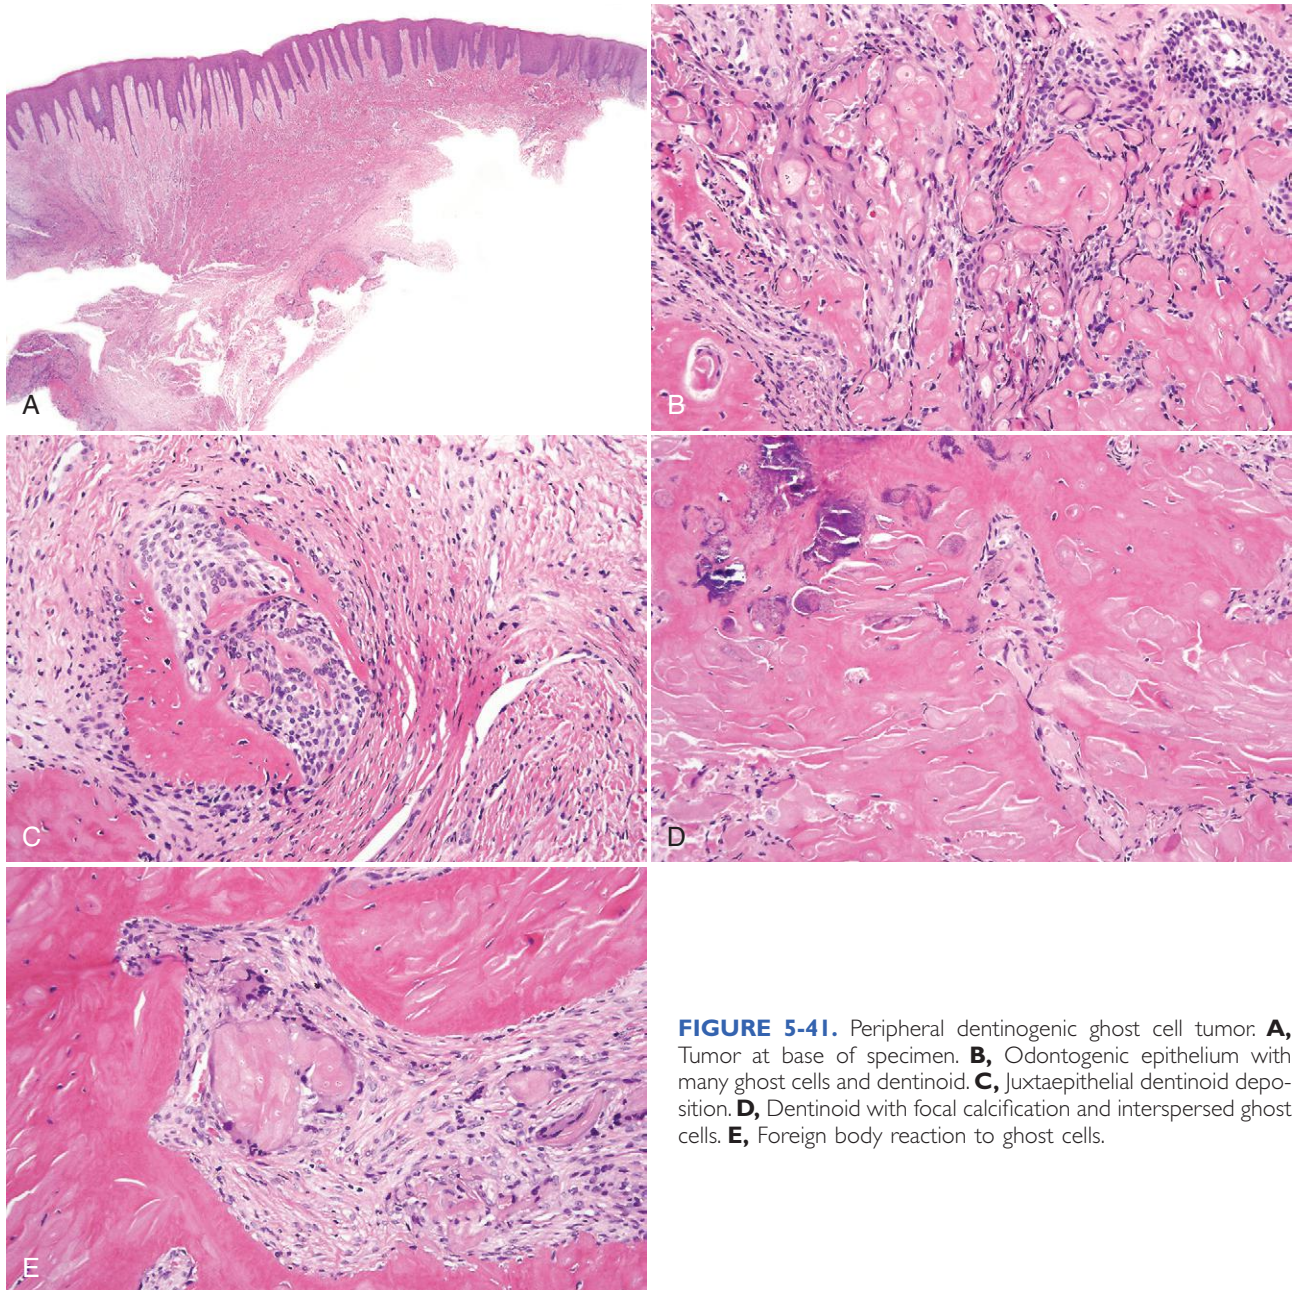 A
B
C
D
E
FIGURE 5-41. Peripheral dentinogenic ghost cell tumor. A,
Tumor at base of specimen. B, Odontogenic epithelium with
many ghost cells and dentinoid. C, Juxtaepithelial dentinoid depo-
sition. D, Dentinoid with focal calcification and interspersed ghost
cells. E, Foreign body reaction to ghost cells.